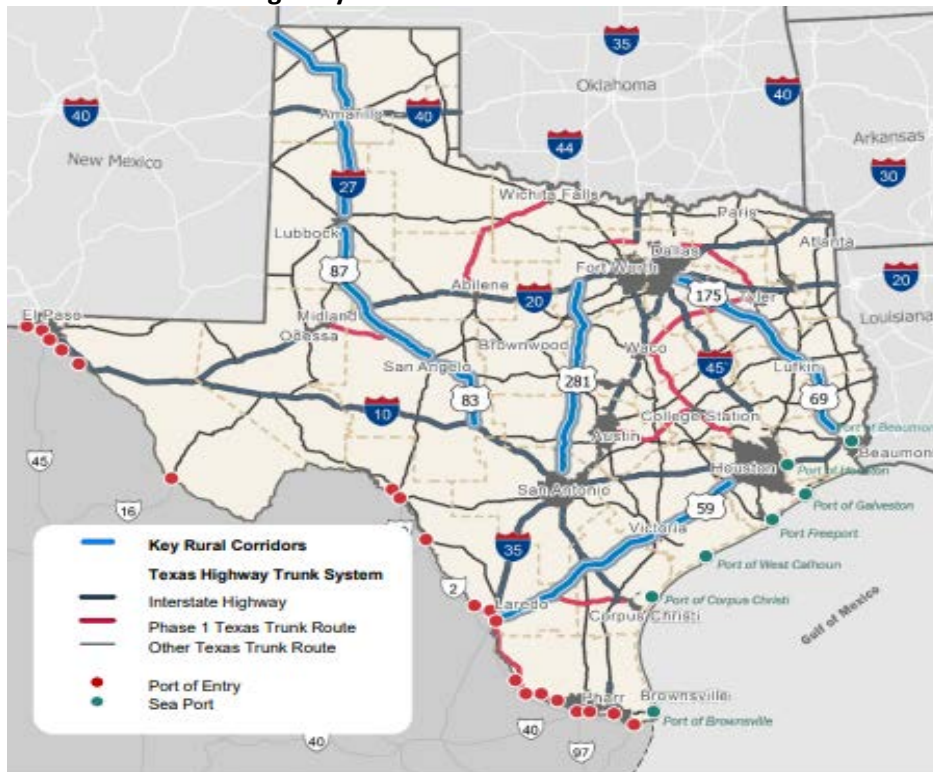 35
Oklahoma
40
40
Amarillo
40
Arkansas
New Mexico
44
30
27
Wichita Falls
Paris
Lubbock
Dallas
Atlanta
87
Fort Worth
20
Abilene
175
Tyler
20
El Paso
Midland
Louisiana
Odessa
Brownwood
Waco
San Angelo
281
45
Lufkin
83
69
10
College Station
Austin
Port of Beaumont
45
Houston
Beaumont
Port of Houston
San Antonio
16
59
Port of Galveston
Victoria
Port Freeport
35
Port of West Calhoun
2
Laredo
Port of Corpus Christi
Corpus Christi
Gulf of Mexico
Key Rural Corridors
Texas Highway Trunk System
Interstate Highway
Phase 1 Texas Trunk Route
Other Texas Trunk Route
Port of Entry
Sea Port
Pharr
Brownsville
Port of Brownsville
40
40
97